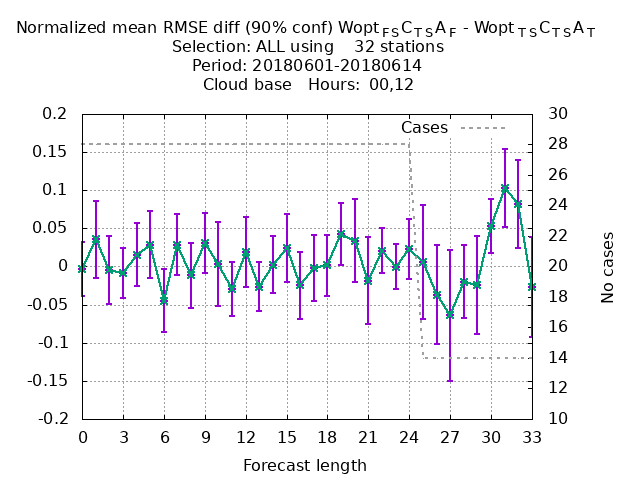 Normalized mean RMSE diff (90% conf) Wopt FS C TS A F - Wopt TS C TS A T
Selection: ALL using 32 stations
Period: 20180601-20180614
Cloud base Hours: 00,12
Cases
0.2
0.15
0.1
0.05
0
-0.05
-0.1
-0.15
-0.2
30
28
26
24
22
20
18
16
14
12
10
No cases
0 3 6 9 12 15 18 21 24 27 30 33
Forecast length